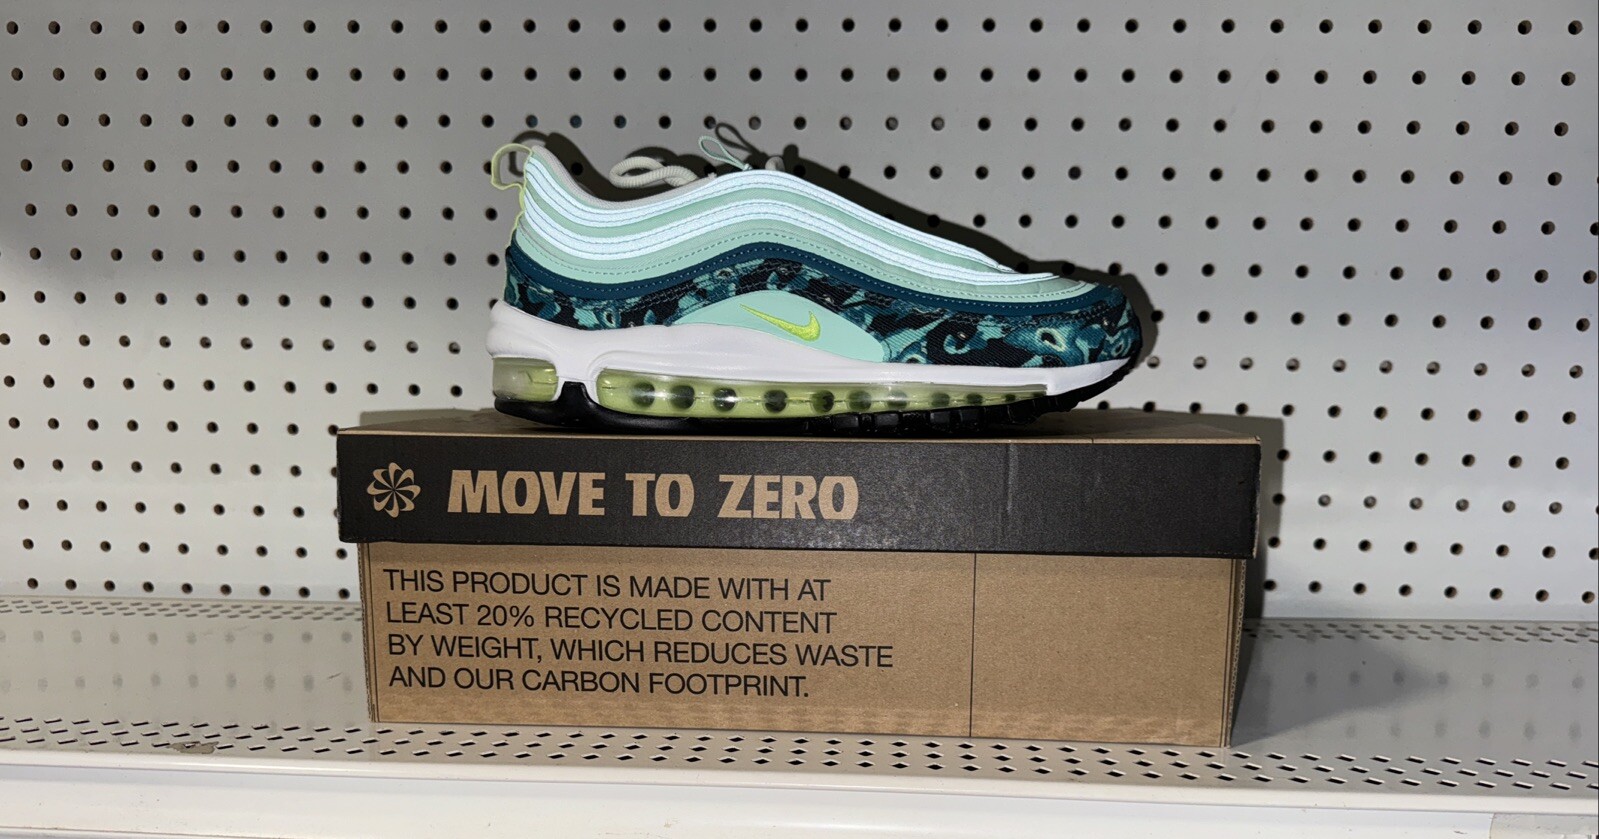 MOVE TO ZERO
THIS PRODUCT IS MADE WITH AT
LEAST 20% RECYCLED CONTENT
BY WEIGHT, WHICH REDUCES WASTE
AND OUR CARBON FOOTPRINT.